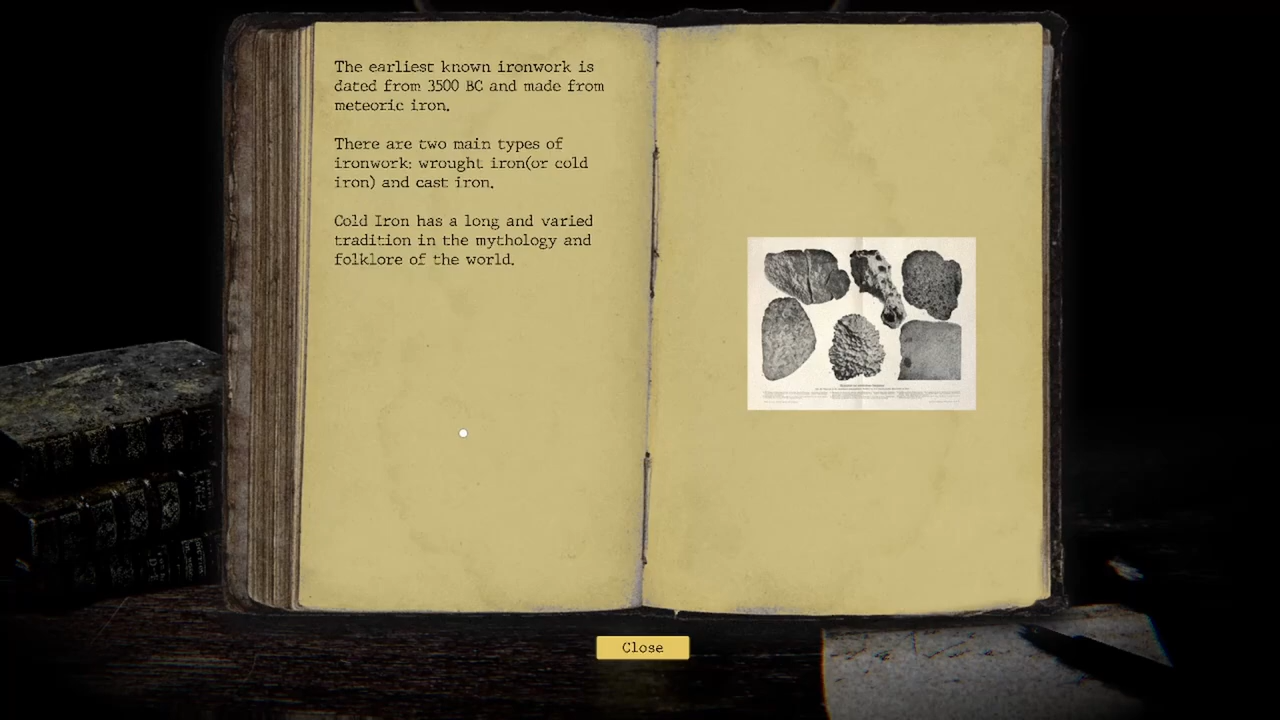 The earliest known ironwork is
dated from 3500 BC and made from
meteoric iron.
There are two main types of
ironwork: wrought iron(or cold
iron) and cast iron.
Cold Iron has a long and varied
tradition in the mythology and
folklore of the world.
Close